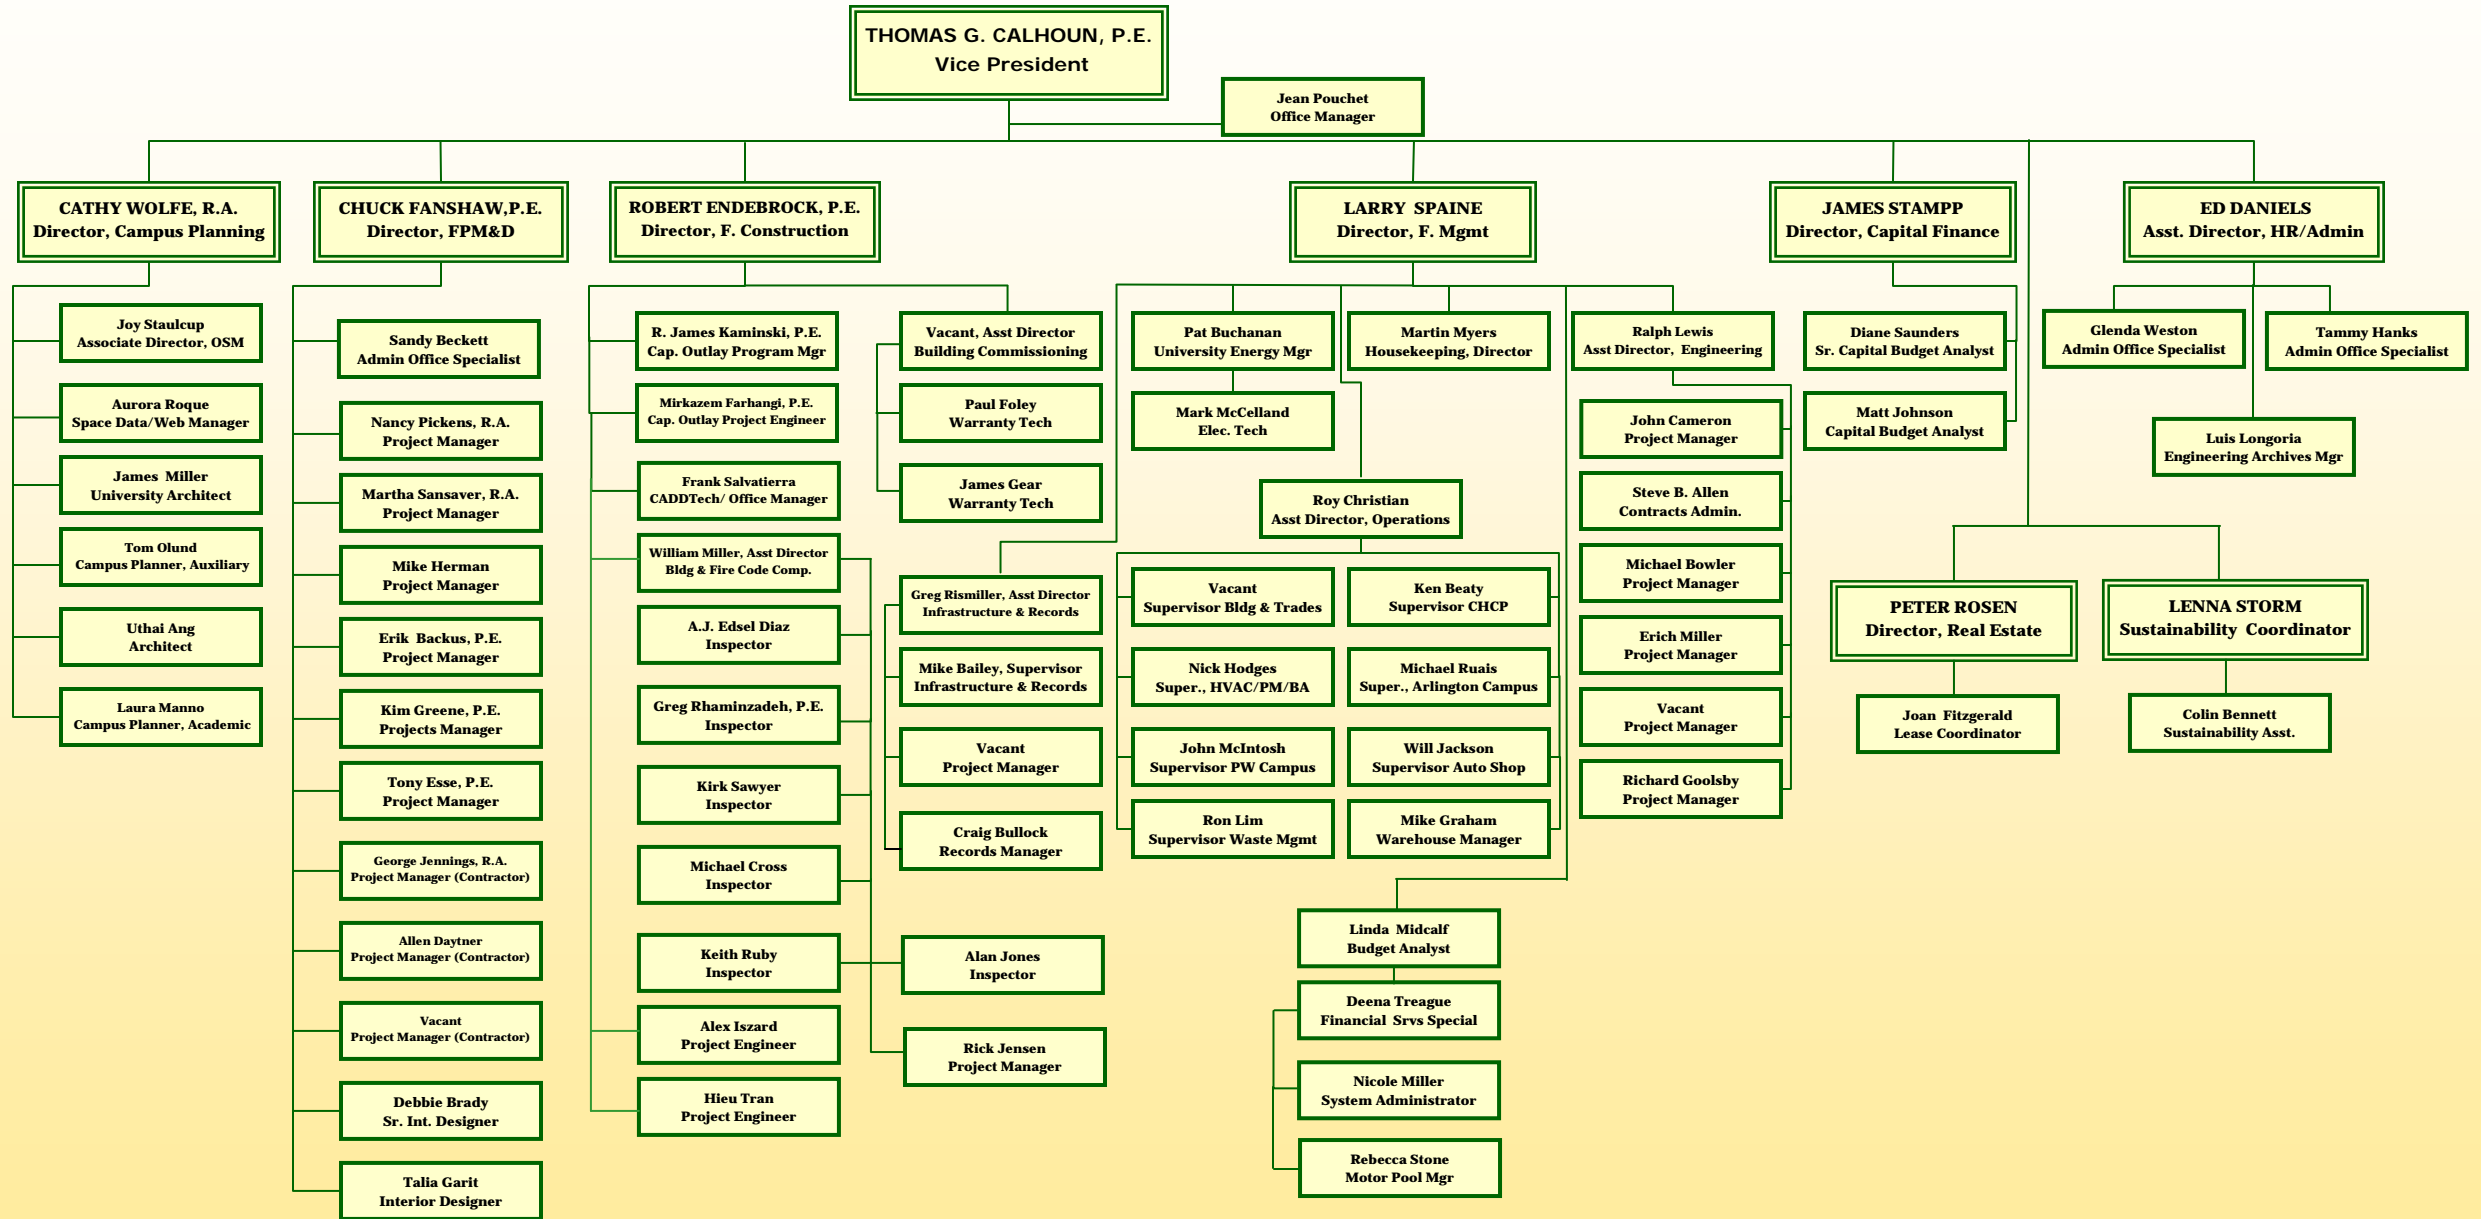 THOMAS G. CALHOUN, P.E.
Vice President
Jean Pouchet
Office Manager
CATHY WOLFE, R.A.
Director, Campus Planning
Joy Staulcup
Associate Director, OSM
Aurora Roque
Space Data/Web Manager
James Miller
University Architect
Tom Olund
Campus Planner, Auxiliary
Uthai Ang
Architect
Laura Manno
Campus Planner, Academic
CHUCK FANSHAW,P.E.
Director, FPM&D
Sandy Beckett
Admin Office Specialist
Nancy Pickens, R.A.
Project Manager
Martha Sansaver, R.A.
Project Manager
Mike Herman
Project Manager
Erik Backus, P.E.
Project Manager
Kim Greene, P.E.
Projects Manager
Tony Esse, P.E.
Project Manager
George Jennings, R.A.
Project Manager (Contractor)
Allen Daytner
Project Manager (Contractor)
Vacant
Project Manager (Contractor)
Debbie Brady
Sr. Int. Designer
Talia Garit
Interior Designer
ROBERT ENDEBROCK, P.E.
Director, F. Construction
R. James Kaminski, P.E.
Cap. Outlay Program Mgr
Mirkazem Farhangi, P.E.
Cap. Outlay Project Engineer
Frank Salvatierra
CADDTech/ Office Manager
William Miller, Asst Director
Bldg & Fire Code Comp.
A.J. Edsel Diaz
Inspector
Greg Rhaminzadeh, P.E.
Inspector
Kirk Sawyer
Inspector
Michael Cross
Inspector
Keith Ruby
Inspector
Alex Iszard
Project Engineer
Hieu Tran
Project Engineer
Vacant, Asst Director
Building Commissioning
Paul Foley
Warranty Tech
James Gear
Warranty Tech
Greg Rismiller, Asst Director
Infrastructure & Records
Mike Bailey, Supervisor
Infrastructure & Records
Vacant
Project Manager
Craig Bullock
Records Manager
Alan Jones
Inspector
Rick Jensen
Project Manager
LARRY SPAINE
Director, F. Mgmt
Pat Buchanan
University Energy Mgr
Mark McCelland
Elec. Tech
Martin Myers
Housekeeping, Director
Roy Christian
Asst Director, Operations
Vacant
Supervisor Bldg & Trades
Nick Hodges
Super., HVAC/PM/BA
John McIntosh
Supervisor PW Campus
Ron Lim
Supervisor Waste Mgmt
Ken Beaty
Supervisor CHCP
Michael Ruais
Super., Arlington Campus
Will Jackson
Supervisor Auto Shop
Mike Graham
Warehouse Manager
Linda Midcalf
Budget Analyst
Deena Treague
Financial Srvs Special
Nicole Miller
System Administrator
Rebecca Stone
Motor Pool Mgr
Ralph Lewis
Asst Director, Engineering
John Cameron
Project Manager
Steve B. Allen
Contracts Admin.
Michael Bowler
Project Manager
Erich Miller
Project Manager
Vacant
Project Manager
Richard Goolsby
Project Manager
JAMES STAMPP
Director, Capital Finance
Diane Saunders
Sr. Capital Budget Analyst
Matt Johnson
Capital Budget Analyst
ED DANIELS
Asst. Director, HR/Admin
Glenda Weston
Admin Office Specialist
Tammy Hanks
Admin Office Specialist
Luis Longoria
Engineering Archives Mgr
PETER ROSEN
Director, Real Estate
Joan Fitzgerald
Lease Coordinator
LENNA STORM
Sustainability Coordinator
Colin Bennett
Sustainability Asst.